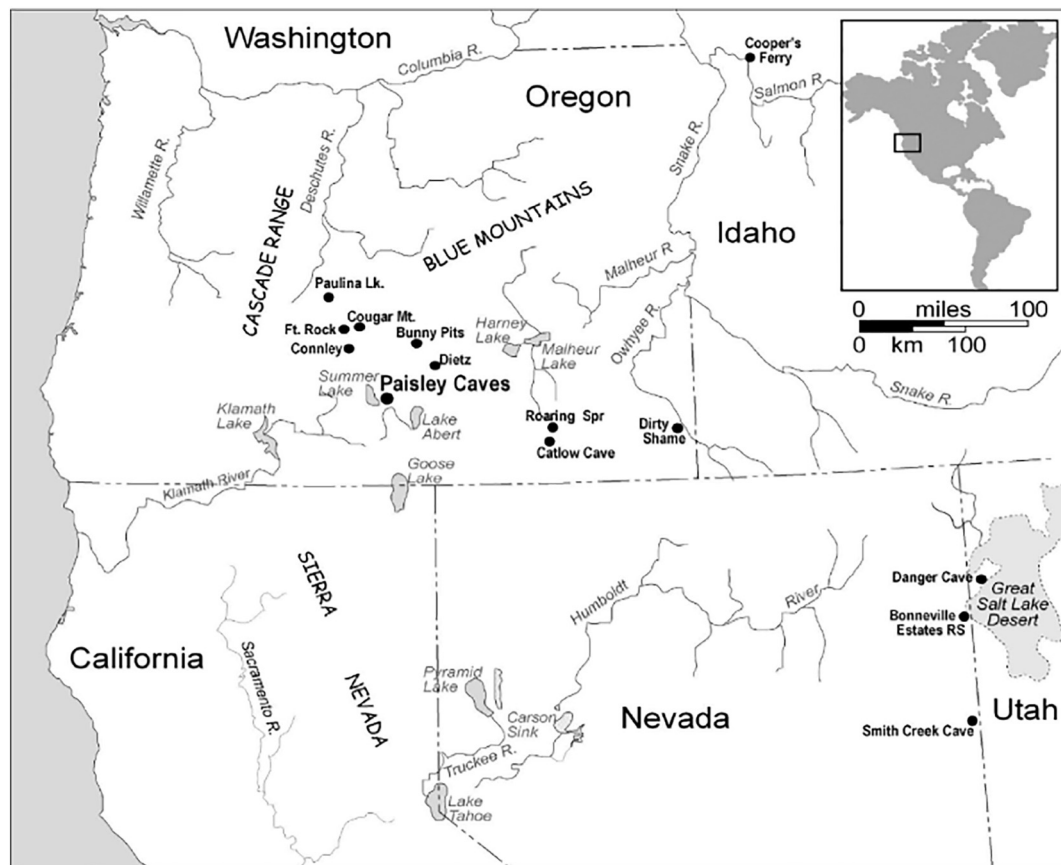 Washington
Columbia R.
Cooper's
Ferry
Salmon R
Oregon
Willamette R.
Deschutes R.
Snake R.
CASCADE RANGE
BLUE MOUNTAINS
Idaho
Malheur R
Paulina Lk.
Ft. Rock
Cougar Mt.
Connley
Bunny Pits
Dietz
Harney
Lake
Malheur
Lake
Owhyee R.
0 miles 100
0 km 100
Summer
Lake
Paisley Caves
Snake R.
Klamath
Lake
Lake
Abert
Roaring Spr
Catlow Cave
Dirty
Shame
Goose
Lake
Klamath River
SIERRA
NEVADA
Humboldt
River
Danger Cave
Great
Salt Lake
Desert
Bonneville
Estates RS
California
Sacramento R.
Pyramid
Lake
Carson
Sink
Nevada
Utah
Smith Creek Cave
Truckee R.
Lake
Tahoe